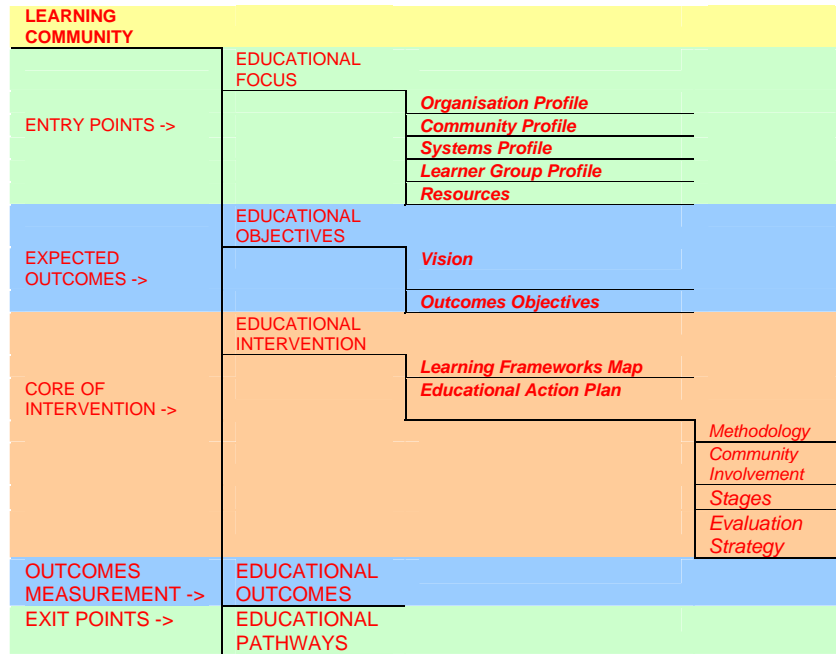 LEARNING
COMMUNITY
EDUCATIONAL
FOCUS
ENTRY POINTS ->
Organisation Profile
Community Profile
Systems Profile
Learner Group Profile
Resources
EDUCATIONAL
OBJECTIVES
EXPECTED
OUTCOMES ->
Vision
Outcomes Objectives
EDUCATIONAL
INTERVENTION
CORE OF
INTERVENTION ->
Learning Frameworks Map
Educational Action Plan
Methodology
Community
Involvement
Stages
Evaluation
Strategy
OUTCOMES
MEASUREMENT ->
EDUCATIONAL
OUTCOMES
EXIT POINTS ->
EDUCATIONAL
PATHWAYS